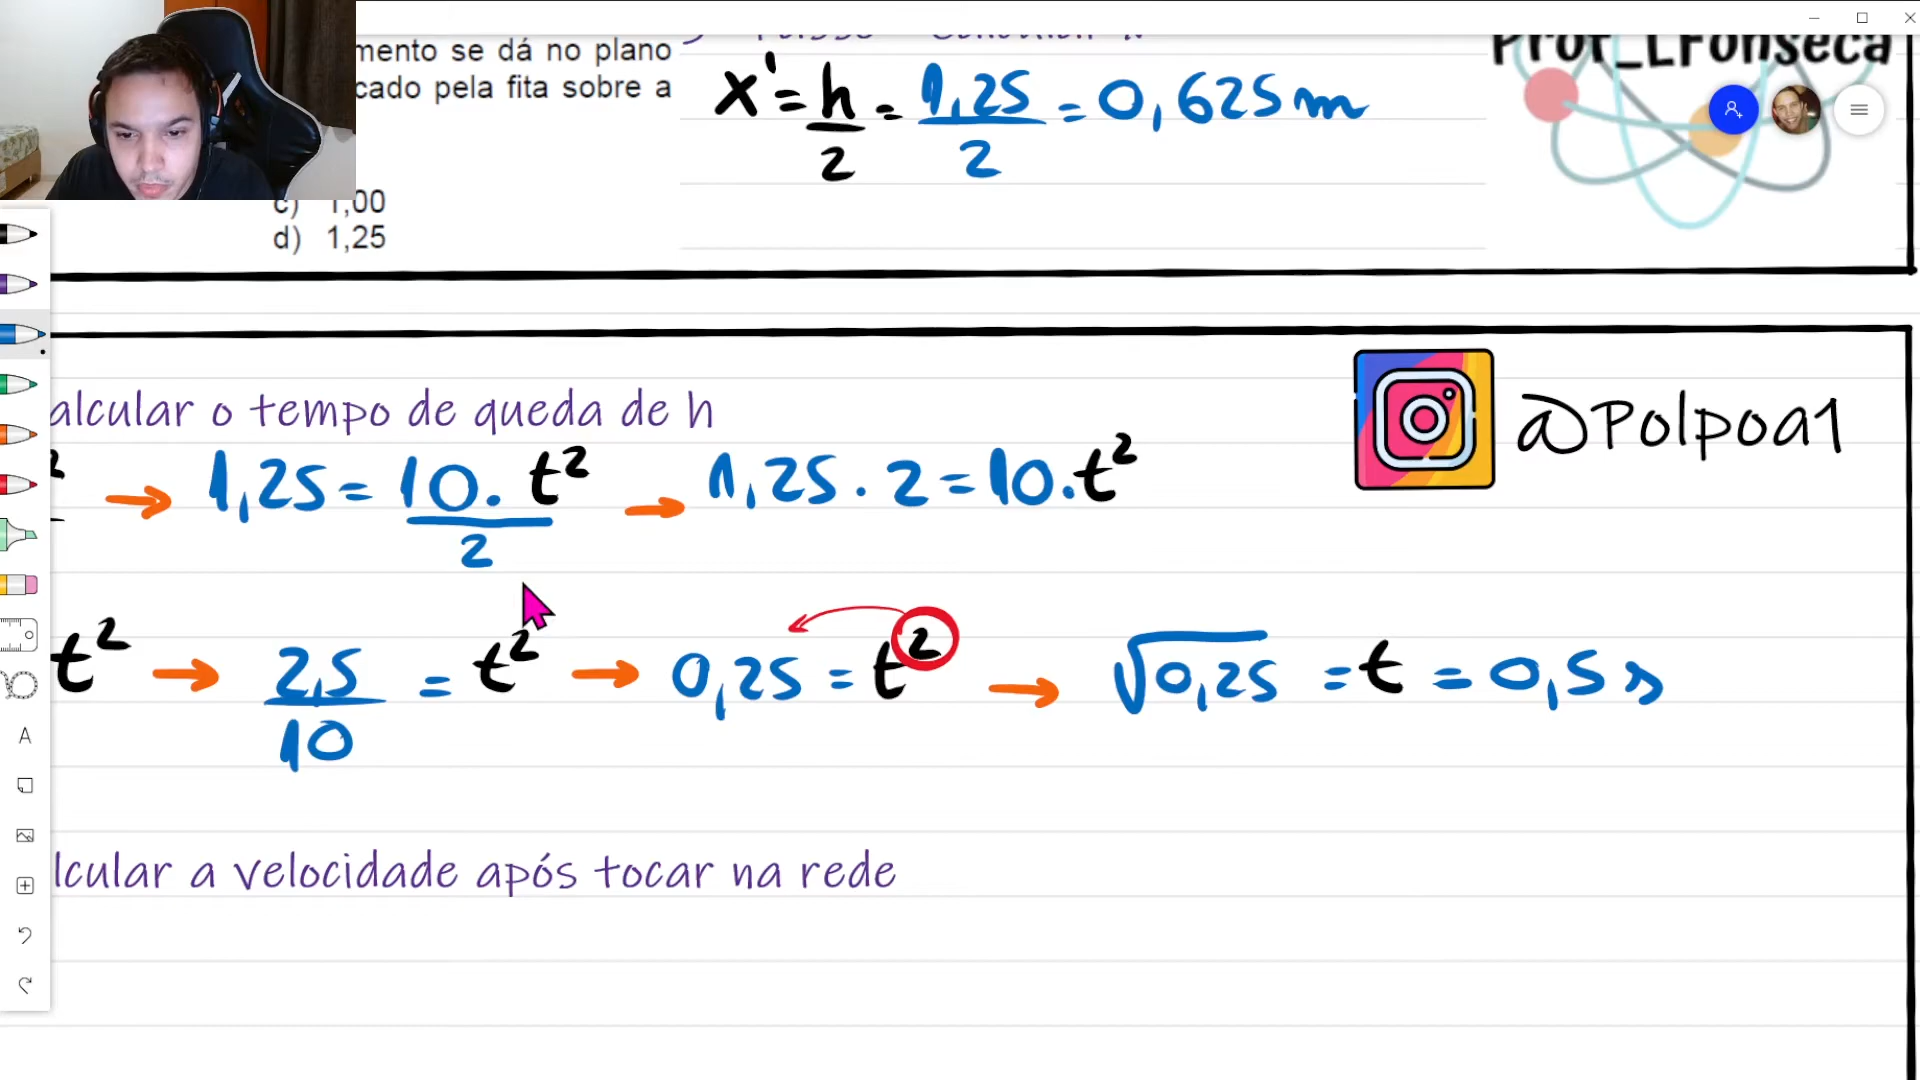 mento se dá no plano
cado pela fita sobre a
c) 1,00
d) 1,25
x' = h/2 = 1,25/2 = 0,625 m
Prof_LFonseca
alcular o tempo de queda de h
@Polpoa1
→ 1,25 = 10. t²/2 → 1,25 . 2 = 10.t²
t² → 2,5/10 = t² → 0,25 = t² → √0,25 = t = 0,5 s
lcular a velocidade após tocar na rede
A